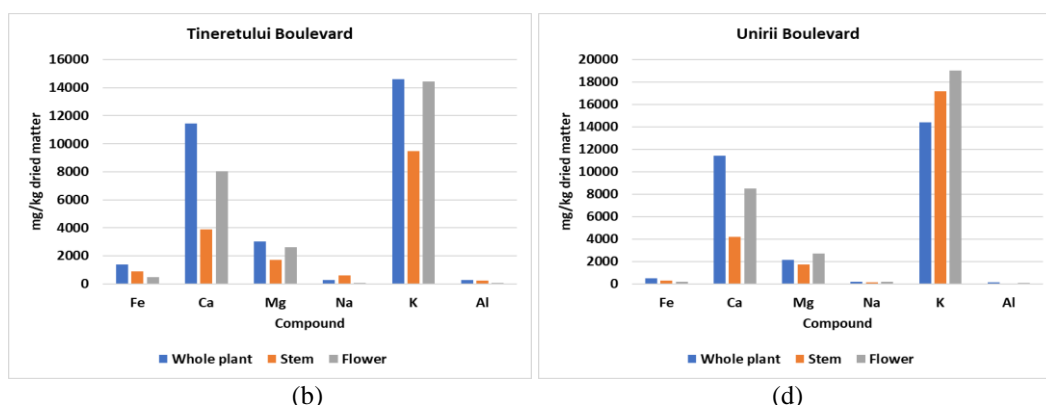 Tineretului Boulevard
16000
14000
12000
10000
8000
6000
4000
2000
0
mg/kg dried matter
Fe Ca Mg Na K Al
Compound
Whole plant Stem Flower
(b)
Unirii Boulevard
20000
18000
16000
14000
12000
10000
8000
6000
4000
2000
0
mg/kg dried matter
Fe Ca Mg Na K Al
Compound
Whole plant Stem Flower
(d)